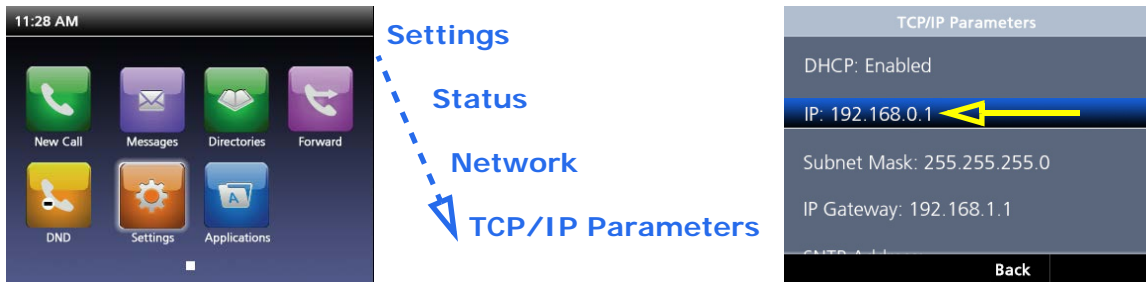 11:28 AM
New Call
Messages
Directories
Forward
DND
Settings
A
Applications
Settings
Status
Network
TCP/IP Parameters
TCP/IP Parameters
DHCP: Enabled
IP: 192.168.0.1
Subnet Mask: 255.255.255.0
IP Gateway: 192.168.1.1
Back